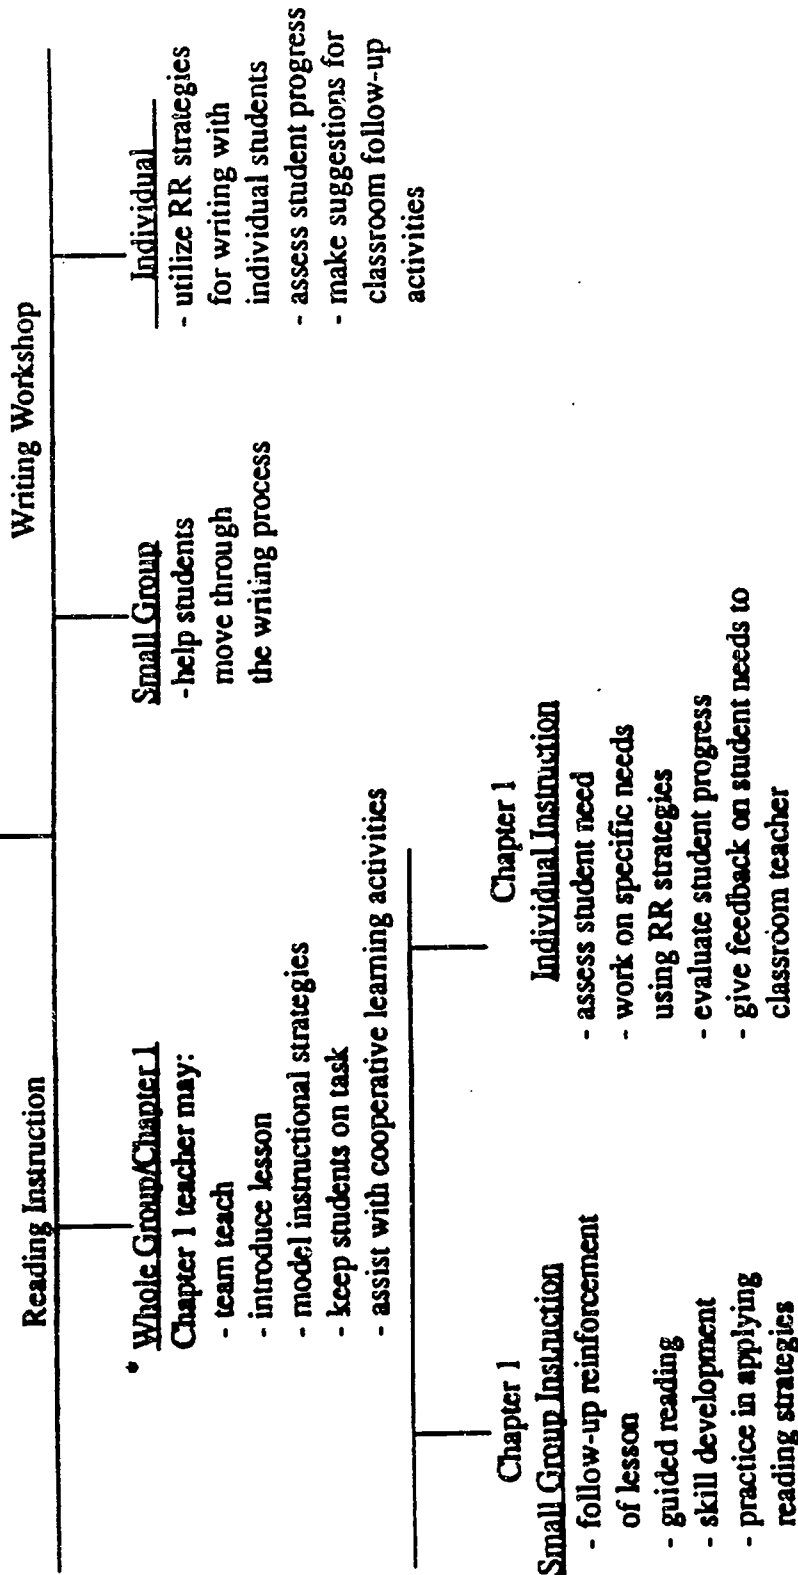 Reading Instruction
Writing Workshop
* Whole Group/Chapter 1
Chapter 1 teacher may:
- team teach
- introduce lesson
- model instructional strategies
- keep students on task
- assist with cooperative learning activities
Small Group
-help students
move through
the writing process
Individual
- utilize RR strategies
for writing with
individual students
- assess student progress
- make suggestions for
classroom follow-up
activities
Chapter 1
Small Group Instruction
- follow-up reinforcement
of lesson
- guided reading
- skill development
- practice in applying
reading strategies
Chapter 1
Individual Instruction
- assess student need
- work on specific needs
using RR strategies
- evaluate student progress
- give feedback on student needs to
classroom teacher